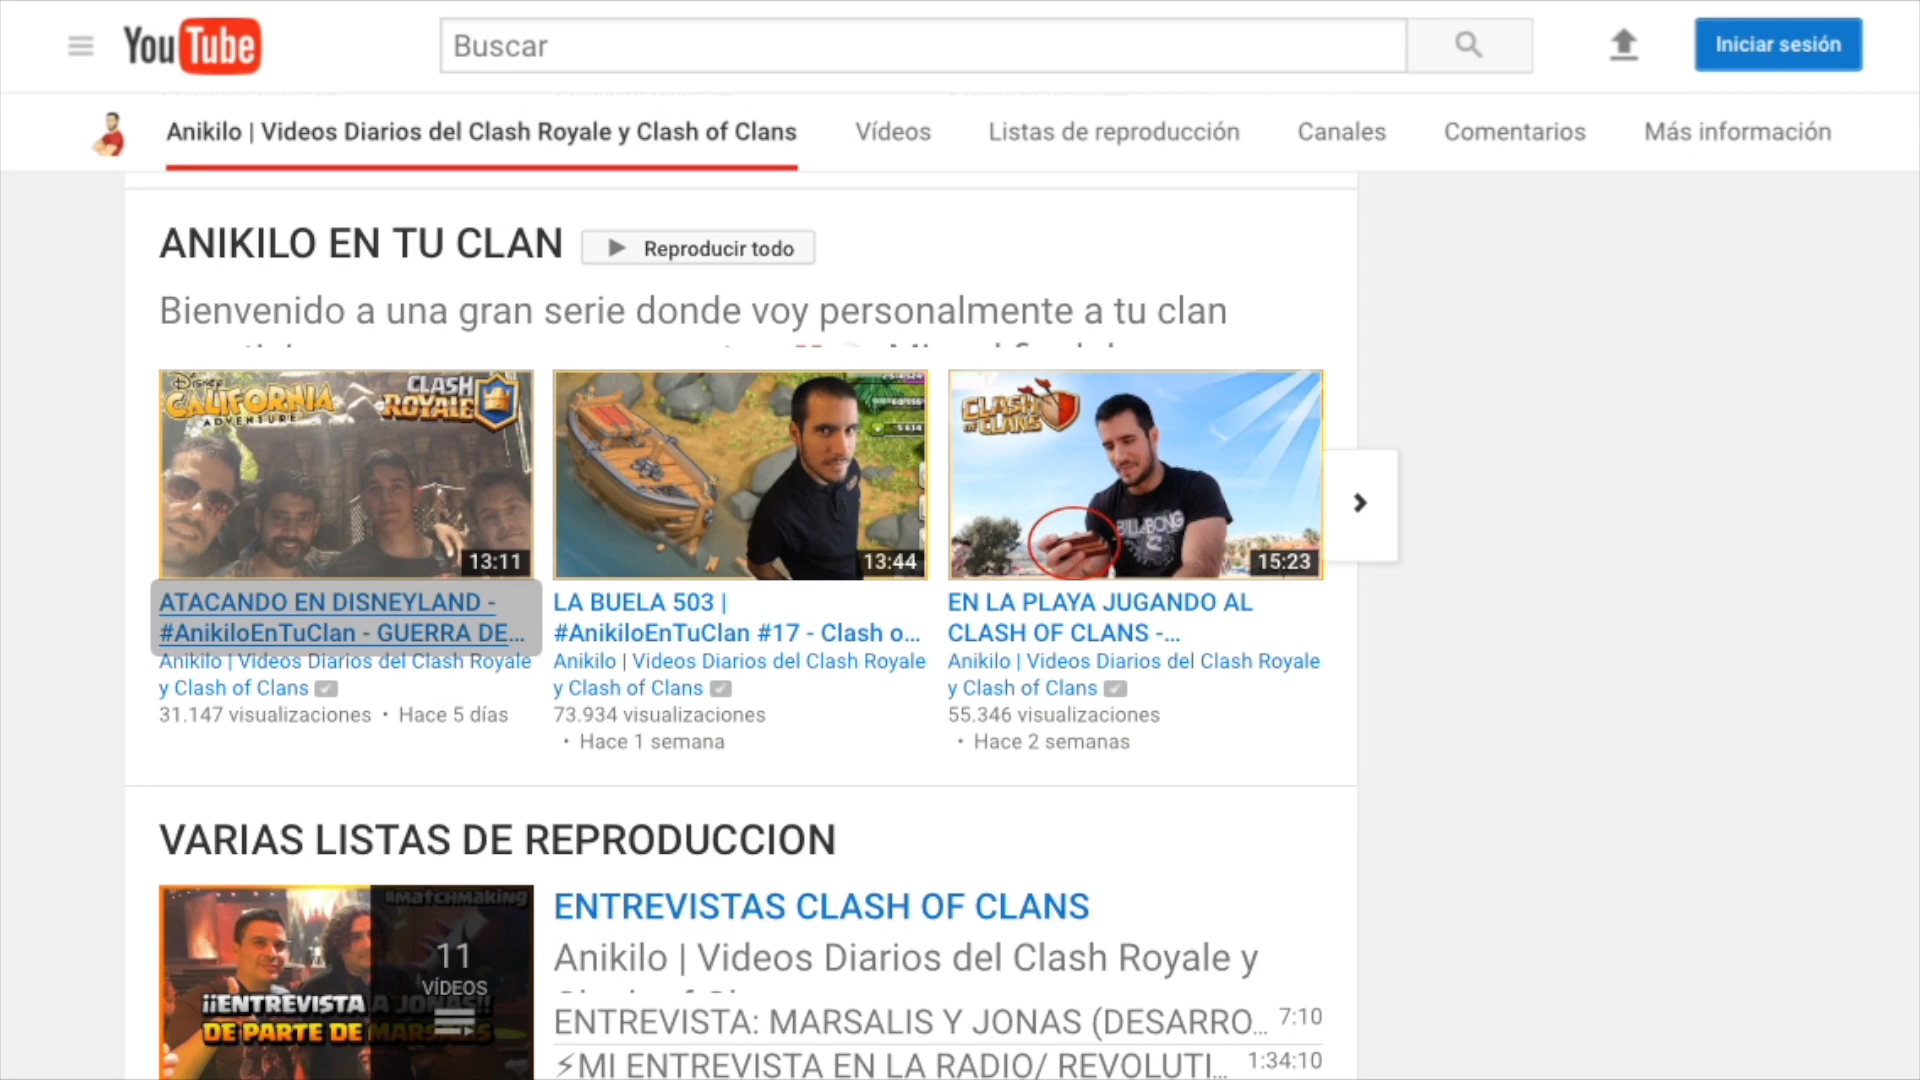 YouTube
Buscar
Iniciar sesión
Anikilo | Videos Diarios del Clash Royale y Clash of Clans
Vídeos
Listas de reproducción
Canales
Comentarios
Más información
ANIKILO EN TU CLAN
Reproducir todo
Bienvenido a una gran serie donde voy personalmente a tu clan
Disney
CALIFORNIA
ADVENTURE
CLASH
ROYALE
13:11
13:44
CLASH
OF
CLANS
BILLABONG
15:23
ATACANDO EN DISNEYLAND -
#AnikiloEnTuClan - GUERRA DE...
Anikilo | Videos Diarios del Clash Royale
y Clash of Clans
31.147 visualizaciones • Hace 5 días
LA BUELA 503 |
#AnikiloEnTuClan #17 - Clash o...
Anikilo | Videos Diarios del Clash Royale
y Clash of Clans
73.934 visualizaciones
• Hace 1 semana
EN LA PLAYA JUGANDO AL
CLASH OF CLANS -...
Anikilo | Videos Diarios del Clash Royale
y Clash of Clans
55.346 visualizaciones
• Hace 2 semanas
VARIAS LISTAS DE REPRODUCCION
#MATCHMAKING
11
VÍDEOS
¡¡ENTREVISTA A JONAS!!
DE PARTE DE MARSALIS
ENTREVISTAS CLASH OF CLANS
Anikilo | Videos Diarios del Clash Royale y
ENTREVISTA: MARSALIS Y JONAS (DESARRO... 7:10
⚡MI ENTREVISTA EN LA RADIO/ REVOLUTI... 1:34:10